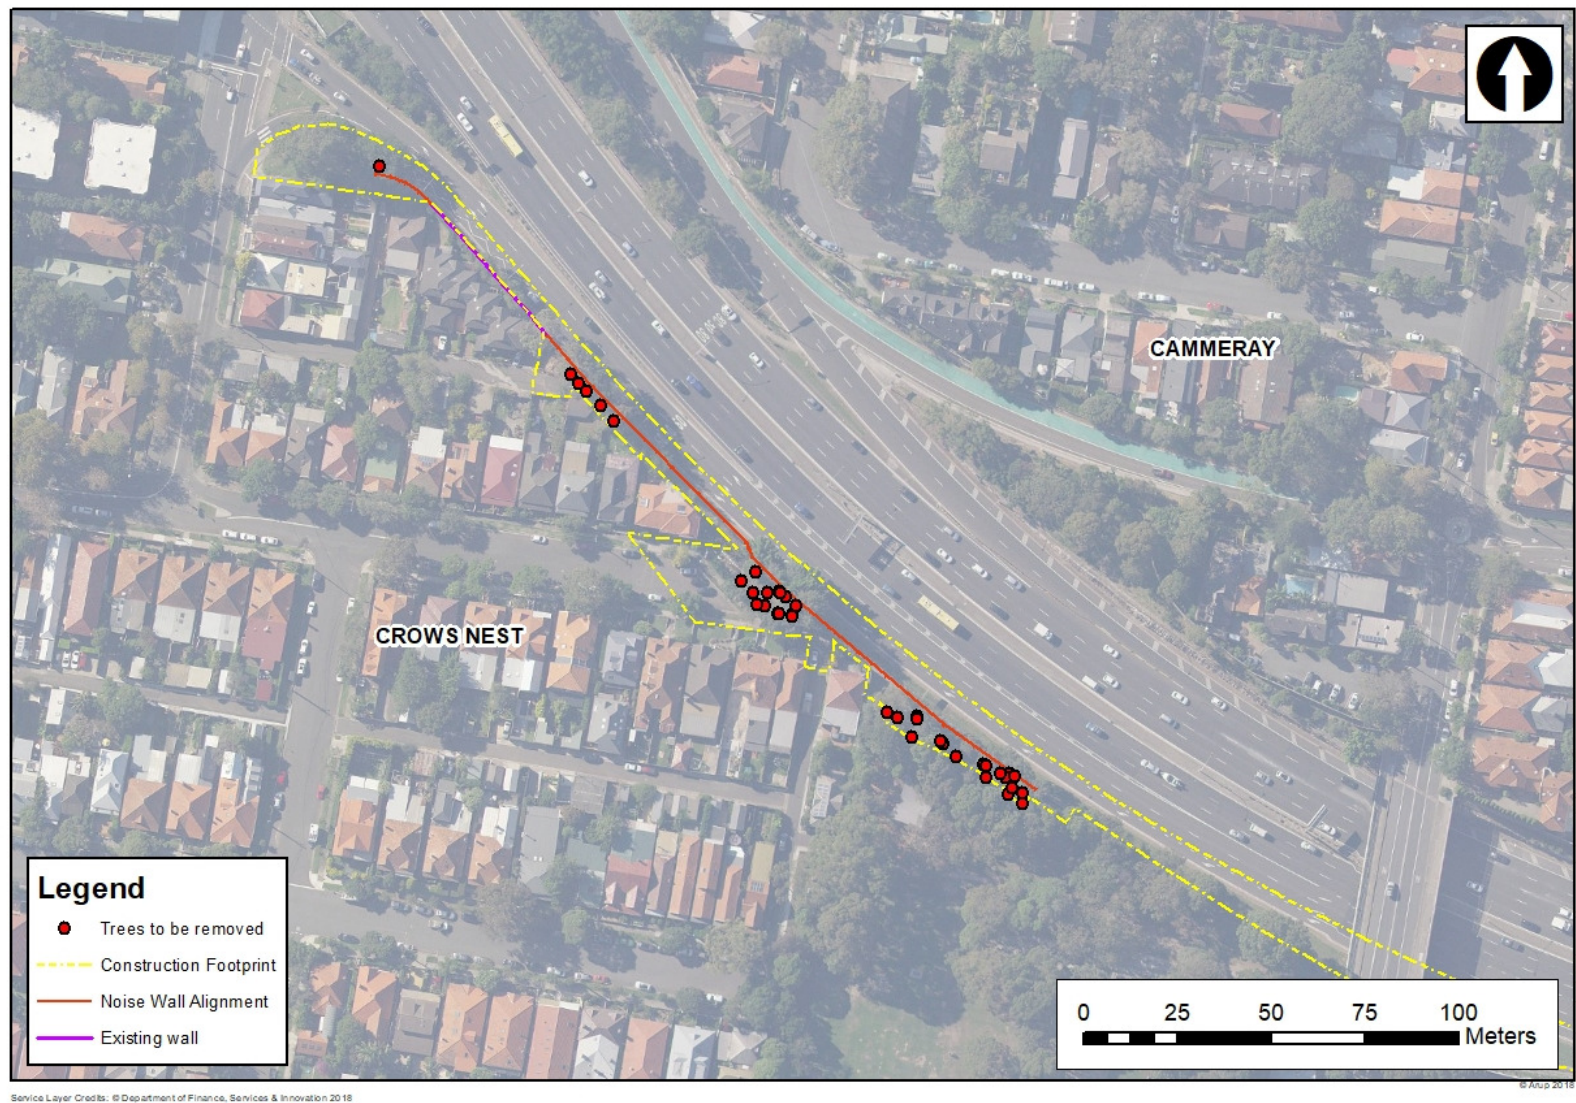 CAMMERAY
CROWS NEST
Legend
Trees to be removed
Construction Footprint
Noise Wall Alignment
Existing wall
0 25 50 75 100
Meters
© Arup 2018
Service Layer Credits: © Department of Finance, Services & Innovation 2018